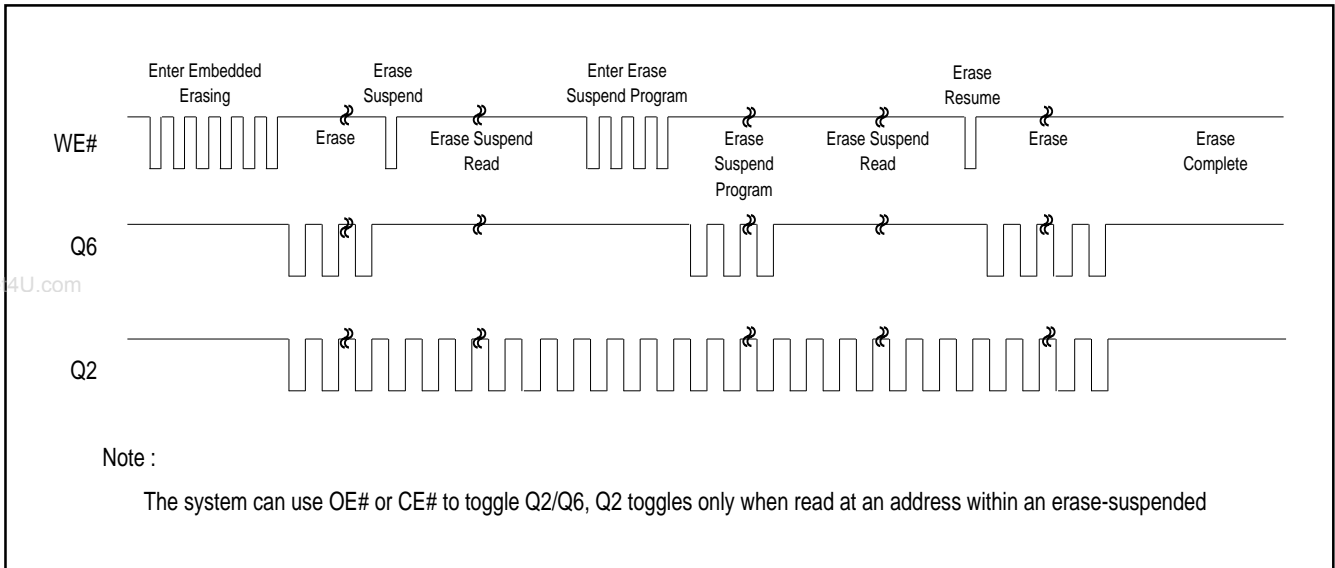 Enter Embedded
Erasing
Erase
Suspend
Enter Erase
Suspend Program
Erase
Resume
WE#
Erase
Erase Suspend
Read
Erase
Suspend
Program
Erase Suspend
Read
Erase
Erase
Complete
Q6
4U.com
Q2
Note :
The system can use OE# or CE# to toggle Q2/Q6, Q2 toggles only when read at an address within an erase-suspended